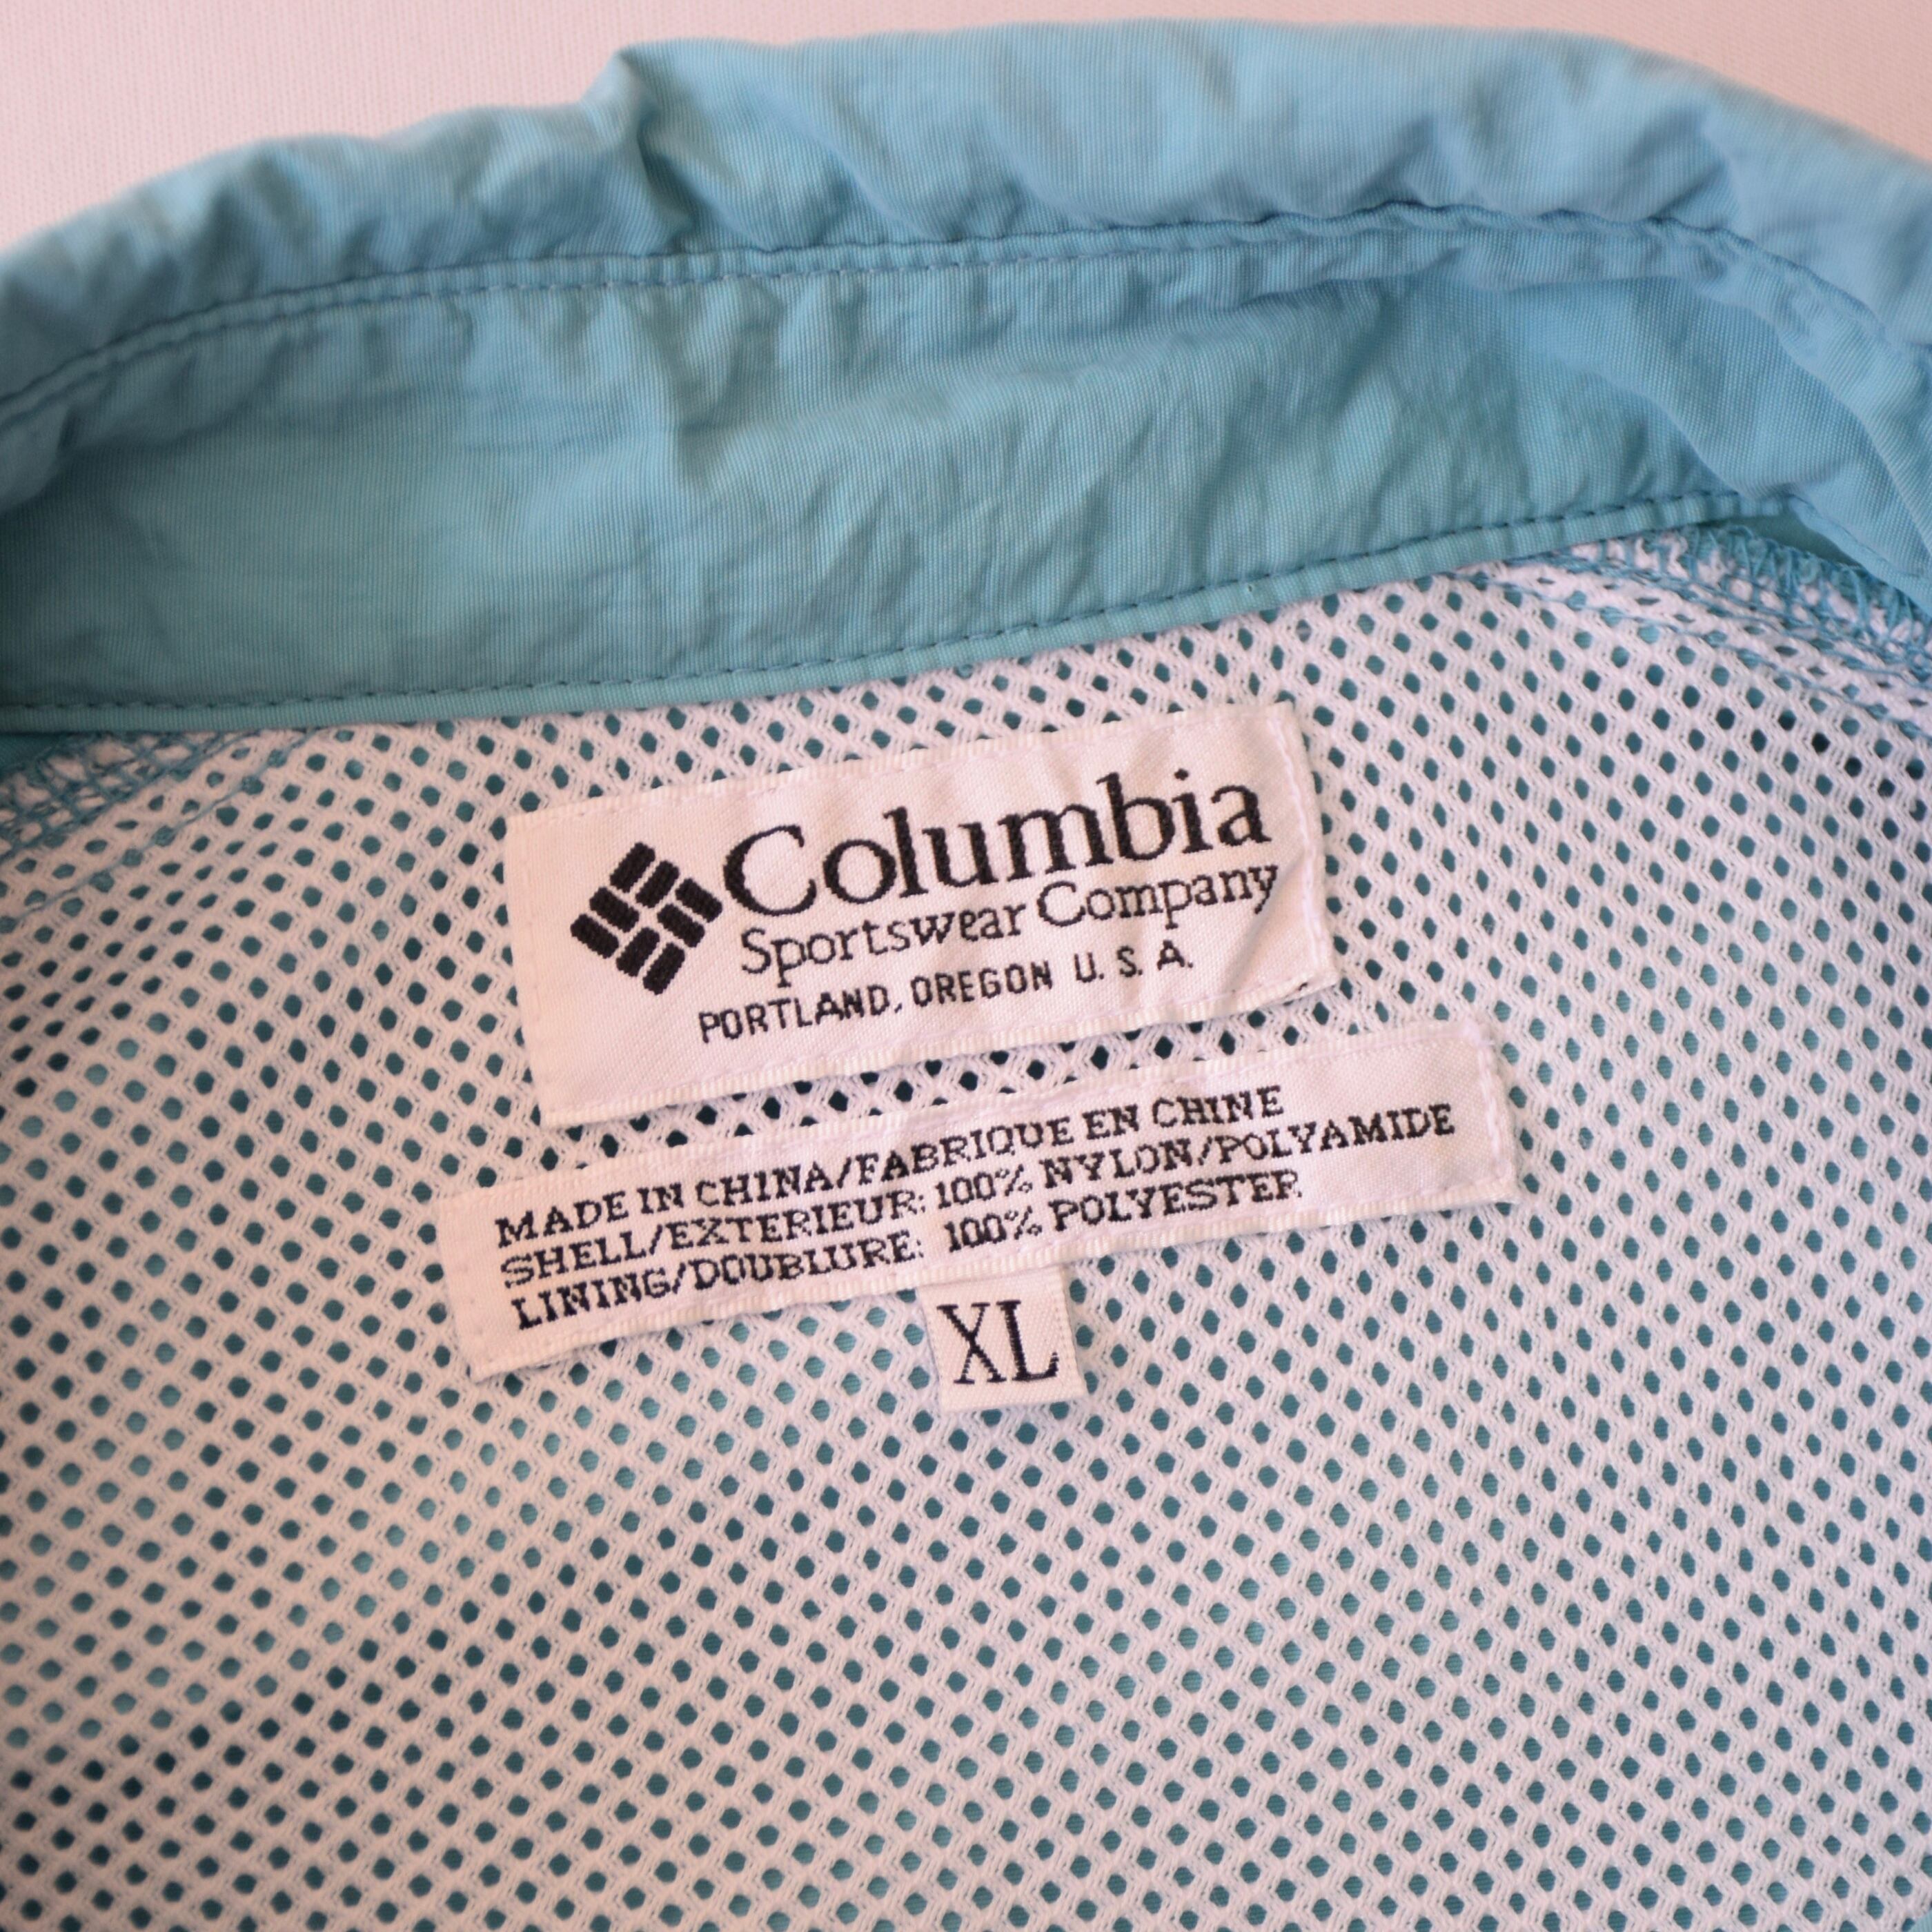 Columbia
Sportswear Company
PORTLAND, OREGON U.S.A.
MADE IN CHINA/FABRIQUE EN CHINE
SHELL/EXTERIEUR: 100% NYLON/POLYAMIDE
LINING/DOUBLURE: 100% POLYESTER
XL